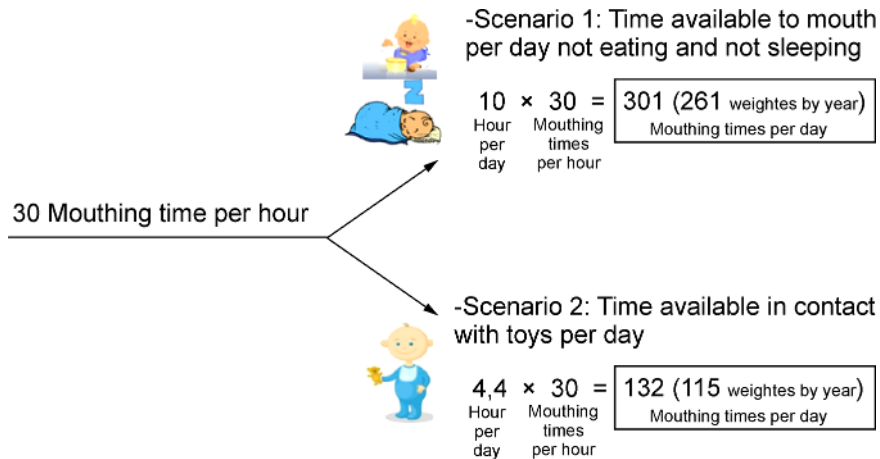 -Scenario 1: Time available to mouth
per day not eating and not sleeping
10 × 30 = 301 (261 weightes by year)
Hour Mouthing Mouthing times per day
per times
day per hour
30 Mouthing time per hour
-Scenario 2: Time available in contact
with toys per day
4,4 × 30 = 132 (115 weightes by year)
Hour Mouthing Mouthing times per day
per times
day per hour